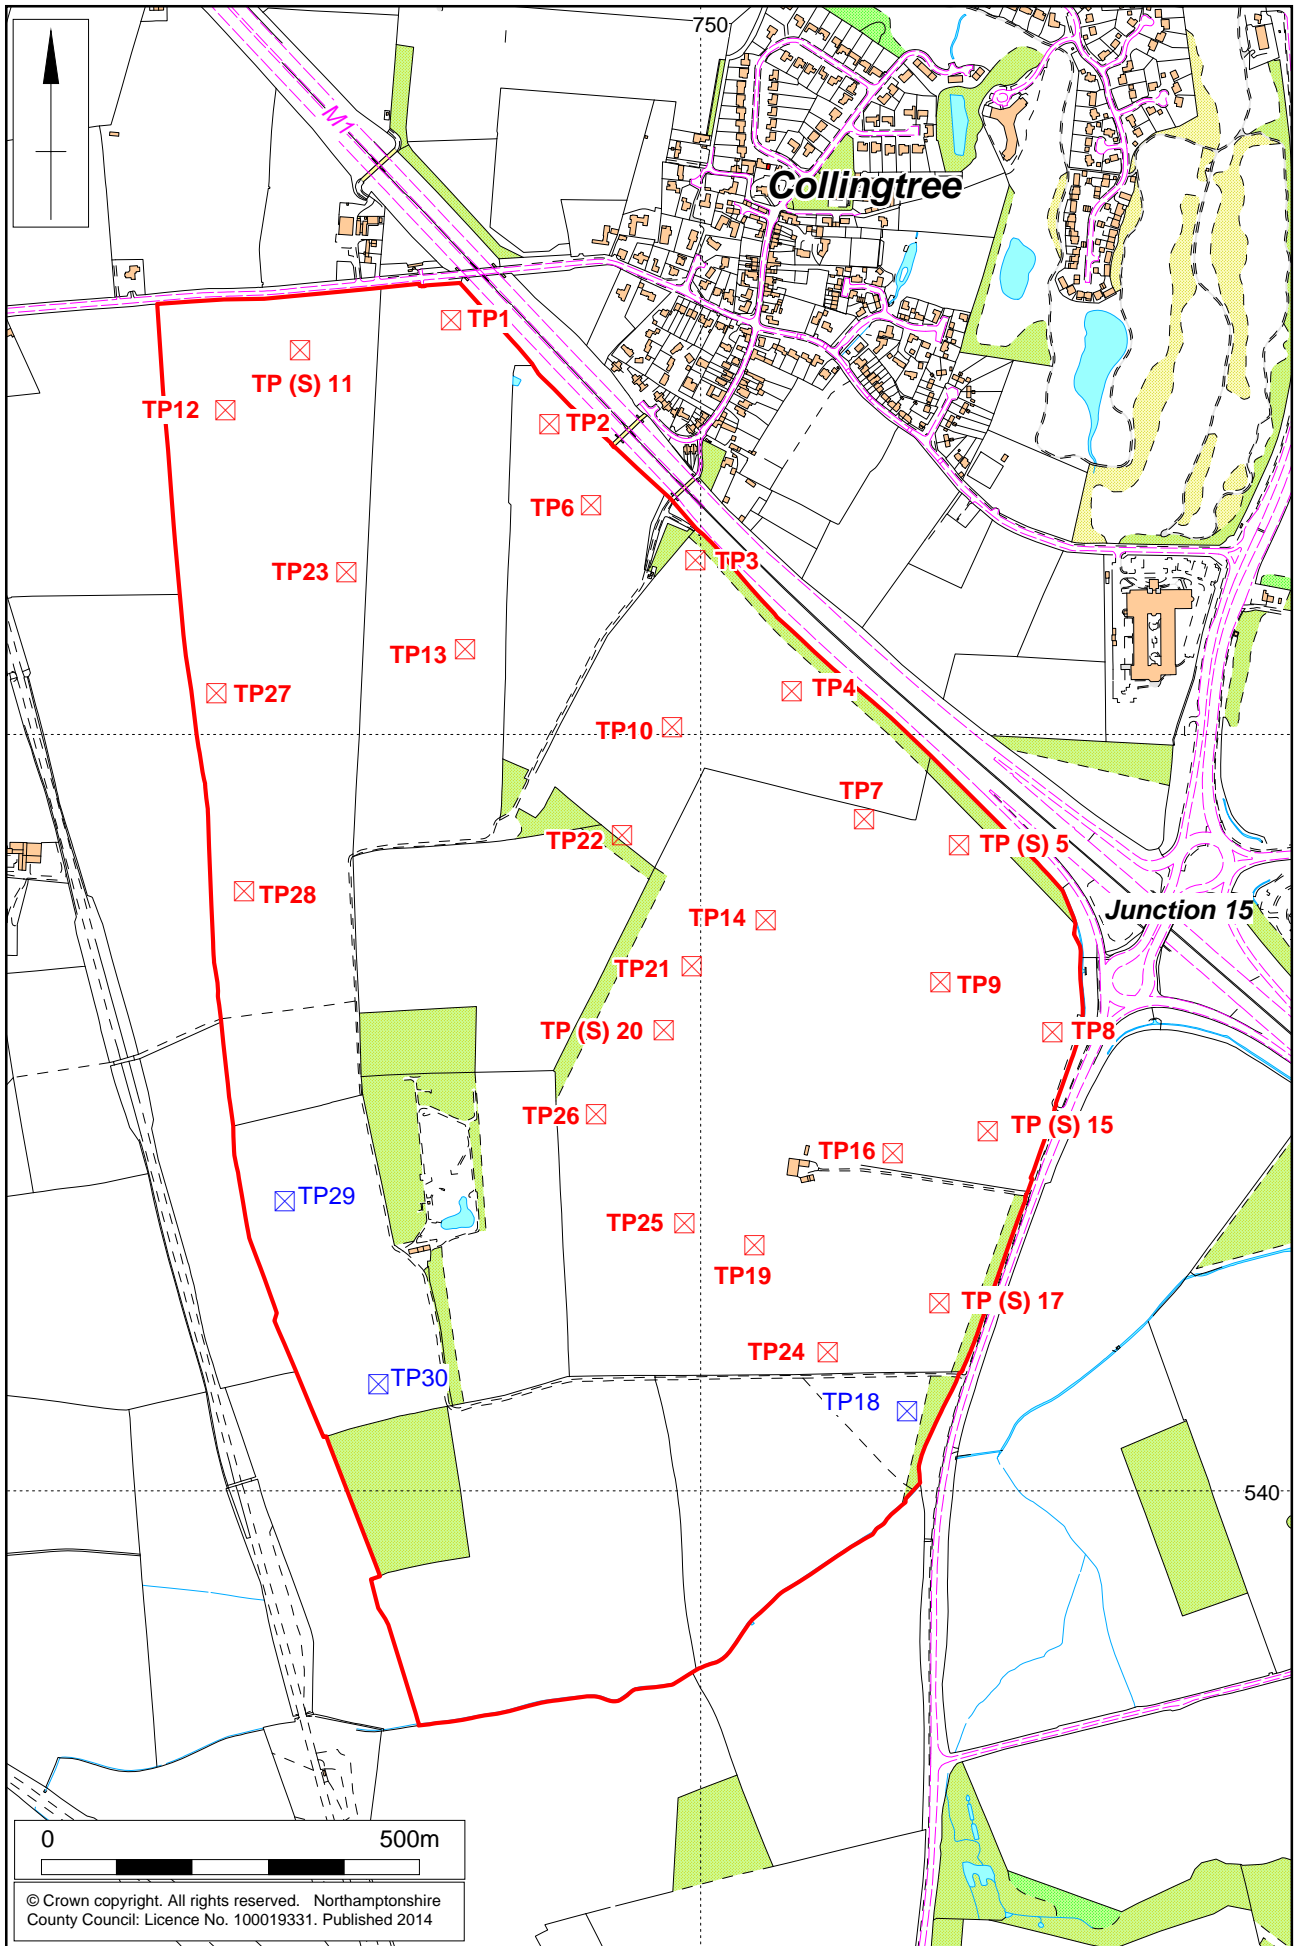 750
M1
Collingtree
TP1
TP (S) 11
TP12
TP2
TP6
TP3
TP23
TP13
TP4
TP27
TP10
TP7
TP22
TP (S) 5
TP28
Junction 15
TP14
TP21
TP9
TP (S) 20
TP8
TP26
TP (S) 15
TP16
TP29
TP25
TP19
TP (S) 17
TP24
TP30
TP18
540
0 500m
© Crown copyright. All rights reserved. Northamptonshire
County Council: Licence No. 100019331. Published 2014